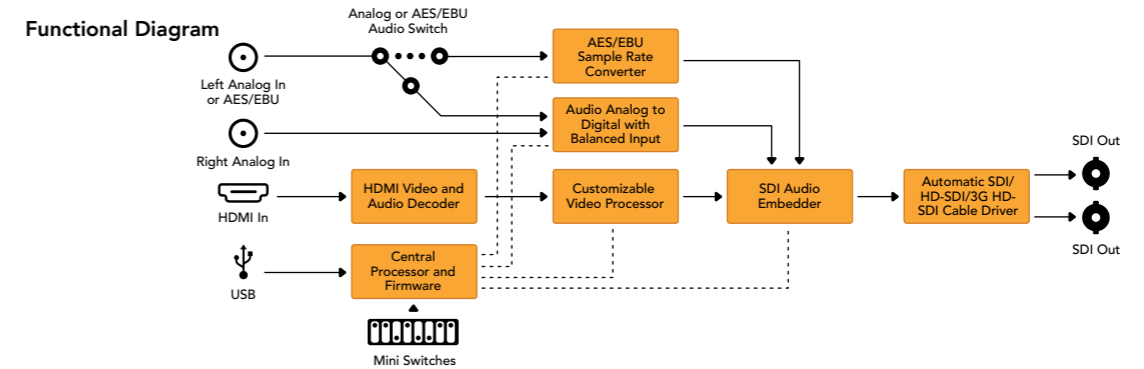 Functional Diagram
Analog or AES/EBU
Audio Switch
Left Analog In
or AES/EBU
Right Analog In
HDMI In
USB
AES/EBU
Sample Rate
Converter
Audio Analog to
Digital with
Balanced Input
HDMI Video and
Audio Decoder
Customizable
Video Processor
SDI Audio
Embedder
Automatic SDI/
HD-SDI/3G HD-
SDI Cable Driver
SDI Out
SDI Out
Central
Processor and
Firmware
Mini Switches